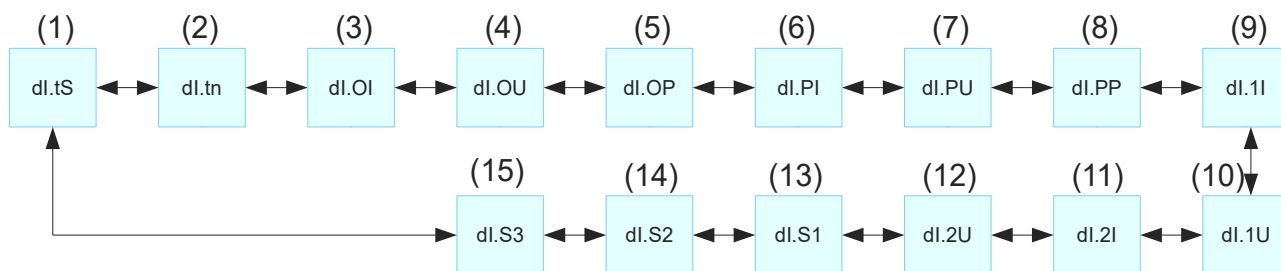 (1) (2) (3) (4) (5) (6) (7) (8) (9)
dI.tS dI.tn dI.OI dI.OU dI.OP dI.PI dI.PU dI.PP dI.1I
(15) (14) (13) (12) (11) (10)
dI.S3 dI.S2 dI.S1 dI.2U dI.2I dI.1U